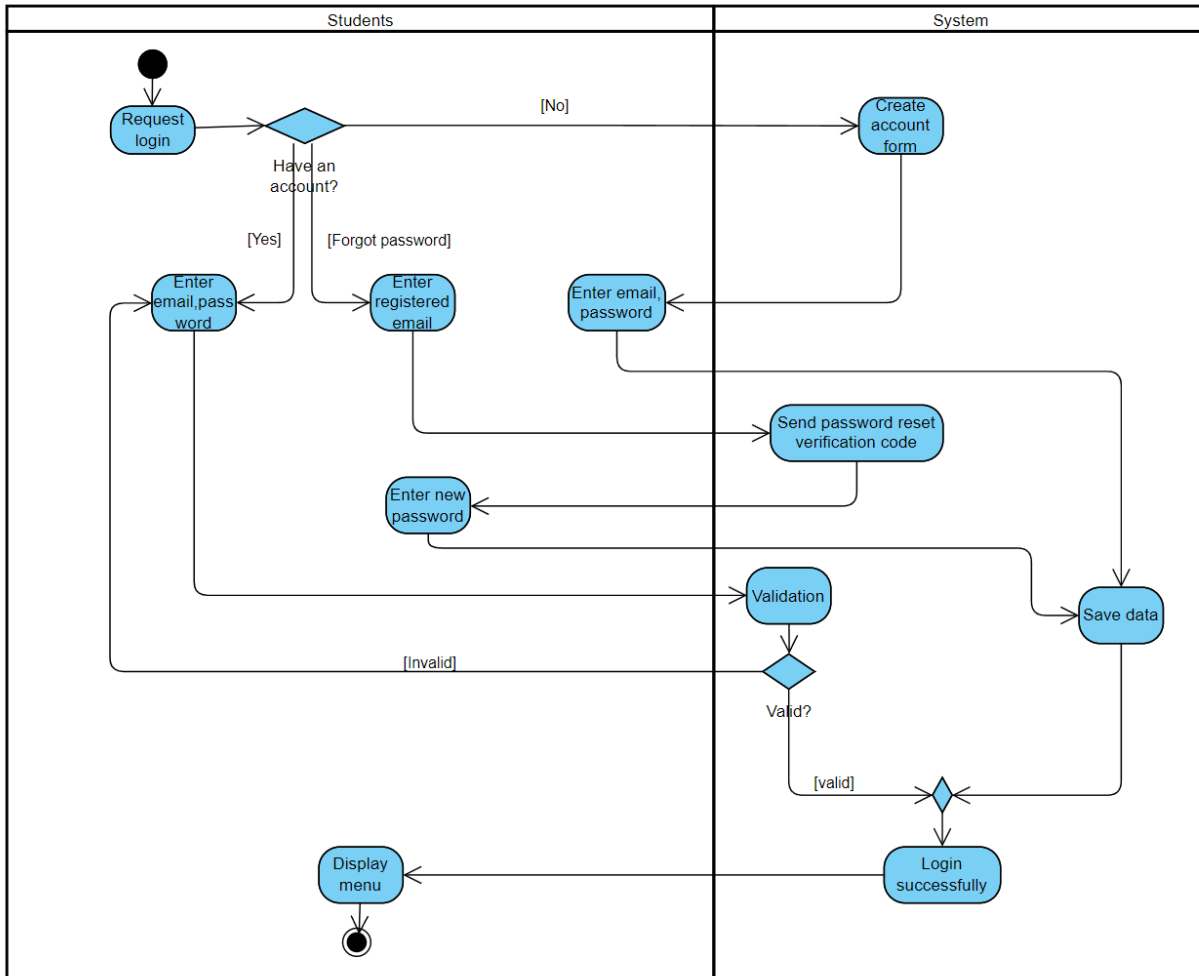 Students
System
Request
login
[No]
Create
account
form
Have an
account?
[Yes]
[Forgot password]
Enter
email,pass
word
Enter
registered
email
Enter email,
password
Send password reset
verification code
Enter new
password
Validation
Save data
[Invalid]
Valid?
[valid]
Display
menu
Login
successfully